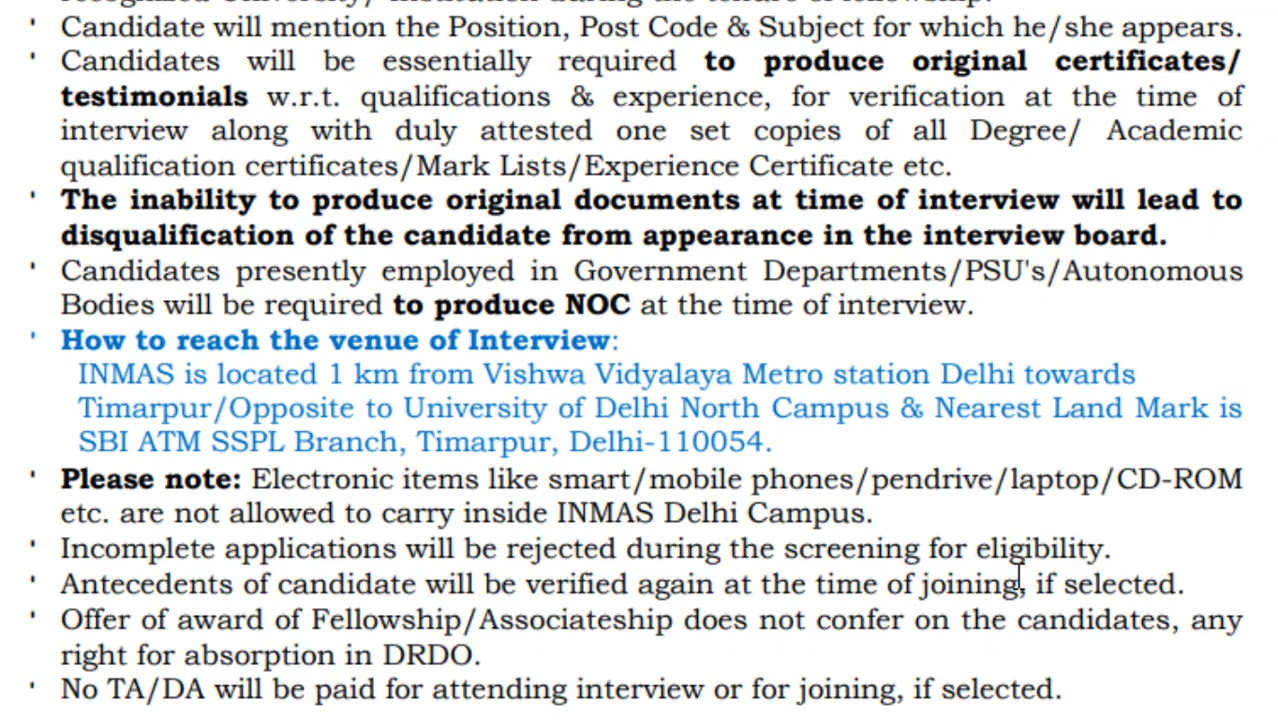 recognized University/ institution during the tenure of fellowship.
' Candidate will mention the Position, Post Code & Subject for which he/she appears.
' Candidates will be essentially required to produce original certificates/
testimonials w.r.t. qualifications & experience, for verification at the time of
interview along with duly attested one set copies of all Degree/ Academic
qualification certificates/Mark Lists/Experience Certificate etc.
' The inability to produce original documents at time of interview will lead to
disqualification of the candidate from appearance in the interview board.
' Candidates presently employed in Government Departments/PSU's/Autonomous
Bodies will be required to produce NOC at the time of interview.
' How to reach the venue of Interview:
INMAS is located 1 km from Vishwa Vidyalaya Metro station Delhi towards
Timarpur/Opposite to University of Delhi North Campus & Nearest Land Mark is
SBI ATM SSPL Branch, Timarpur, Delhi-110054.
' Please note: Electronic items like smart/mobile phones/pendrive/laptop/CD-ROM
etc. are not allowed to carry inside INMAS Delhi Campus.
' Incomplete applications will be rejected during the screening for eligibility.
' Antecedents of candidate will be verified again at the time of joining, if selected.
' Offer of award of Fellowship/Associateship does not confer on the candidates, any
right for absorption in DRDO.
' No TA/DA will be paid for attending interview or for joining, if selected.